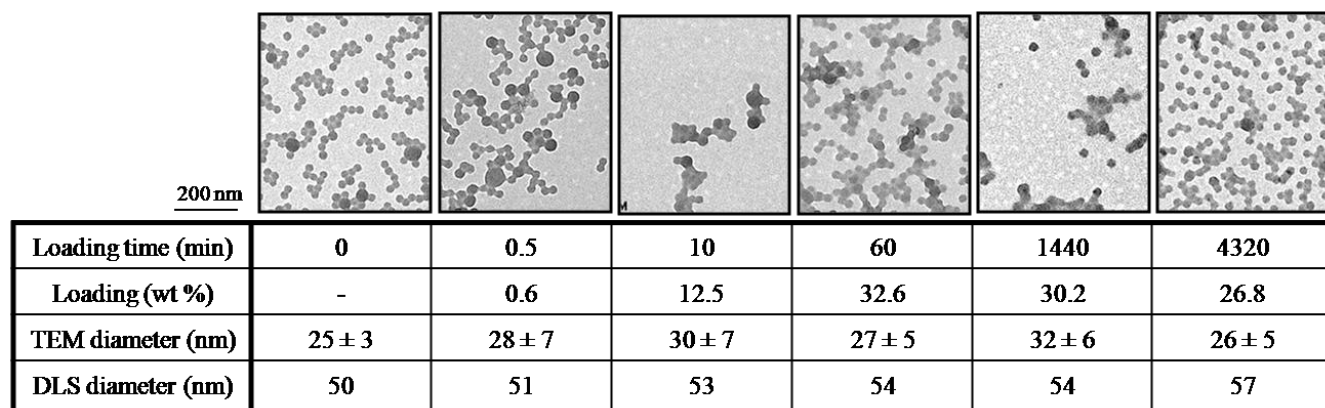 200 nm
M
Loading time (min) 0 0.5 10 60 1440 4320
Loading (wt %) - 0.6 12.5 32.6 30.2 26.8
TEM diameter (nm) 25 ± 3 28 ± 7 30 ± 7 27 ± 5 32 ± 6 26 ± 5
DLS diameter (nm) 50 51 53 54 54 57